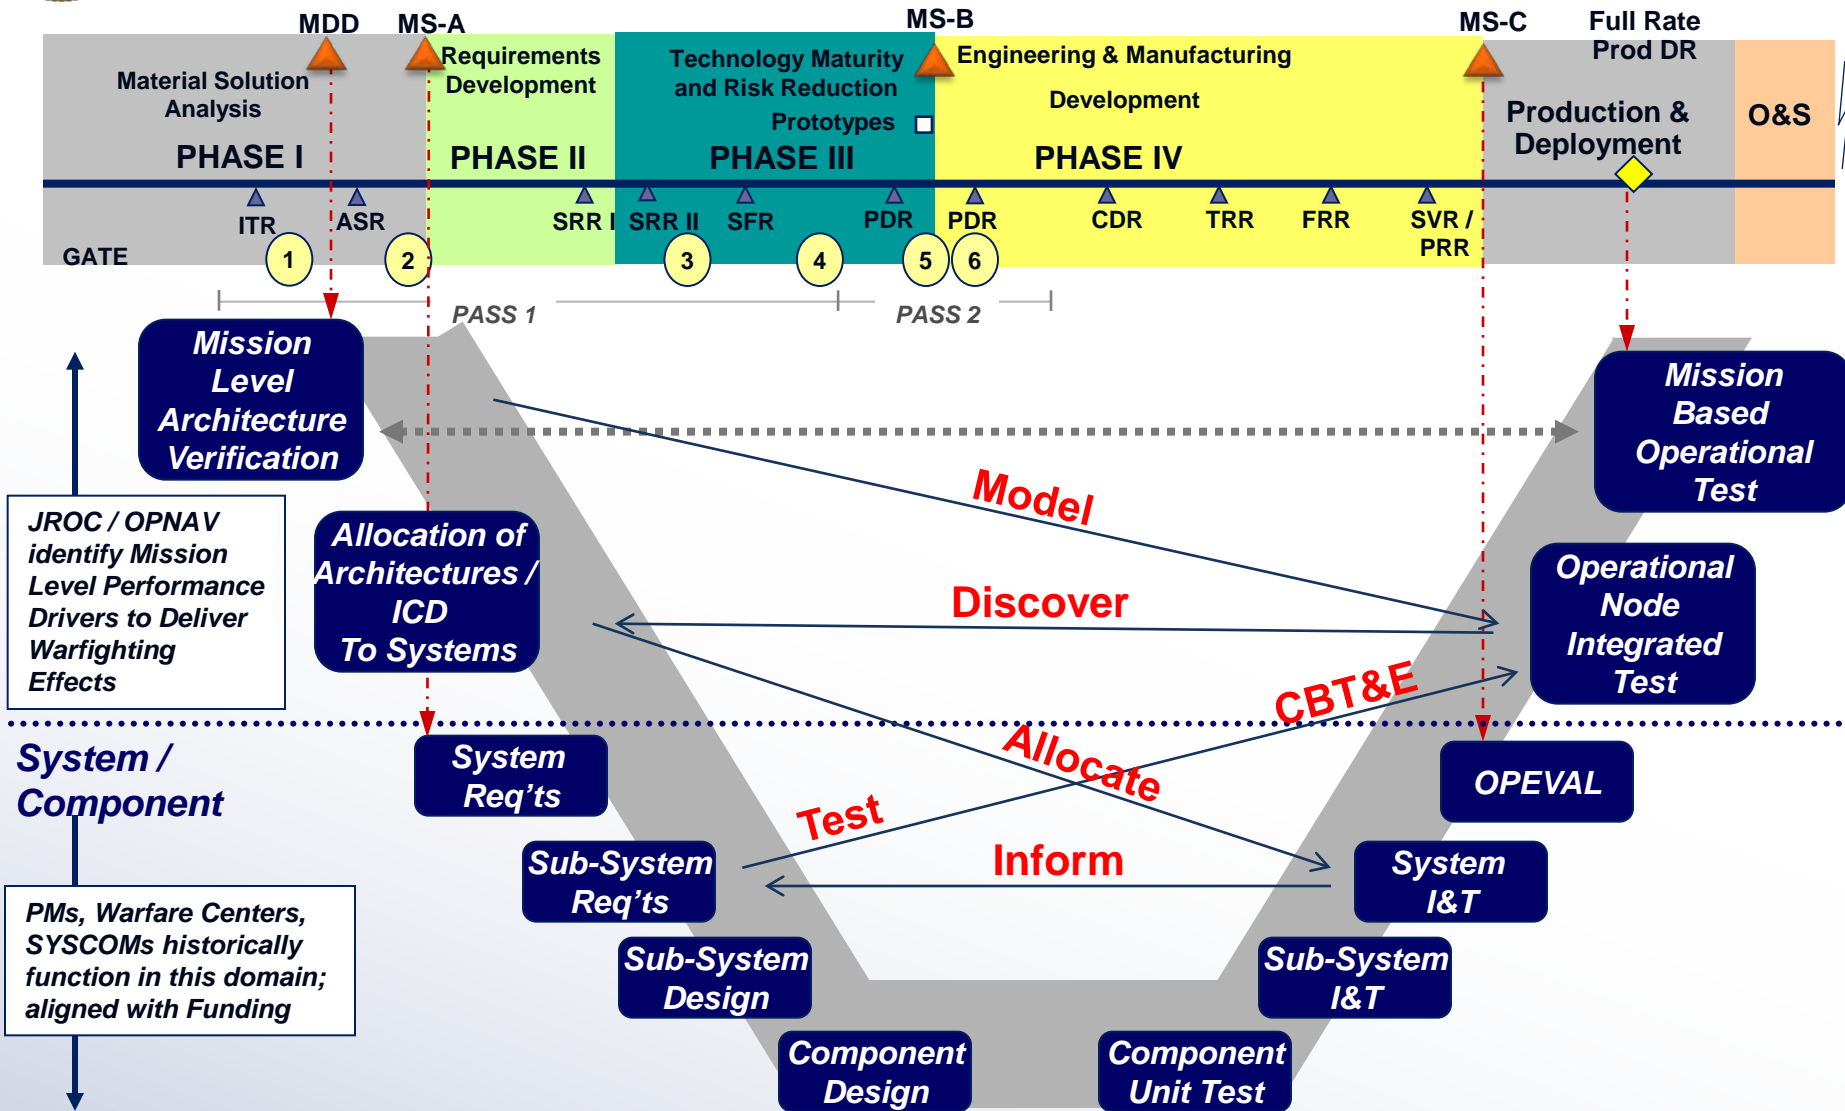 MDD
MS-A
MS-B
MS-C
Full Rate
Prod DR
Material Solution
Analysis
PHASE I
Requirements
Development
PHASE II
Technology Maturity
and Risk Reduction
Prototypes
PHASE III
Engineering & Manufacturing
Development
PHASE IV
Production &
Deployment
O&S
ITR
ASR
SRR I
SRR II
SFR
PDR
PDR
CDR
TRR
FRR
SVR /
PRR
GATE
1
2
3
4
5
6
PASS 1
PASS 2
Mission
Level
Architecture
Verification
Mission
Based
Operational
Test
JROC / OPNAV
identify Mission
Level Performance
Drivers to Deliver
Warfighting
Effects
Allocation of
Architectures /
ICD
To Systems
Model
Discover
Operational
Node
Integrated
Test
CBT&E
Allocate
Test
Inform
System /
Component
System
Req'ts
OPEVAL
Sub-System
Req'ts
System
I&T
PMs, Warfare Centers,
SYSCOMs historically
function in this domain;
aligned with Funding
Sub-System
Design
Sub-System
I&T
Component
Design
Component
Unit Test